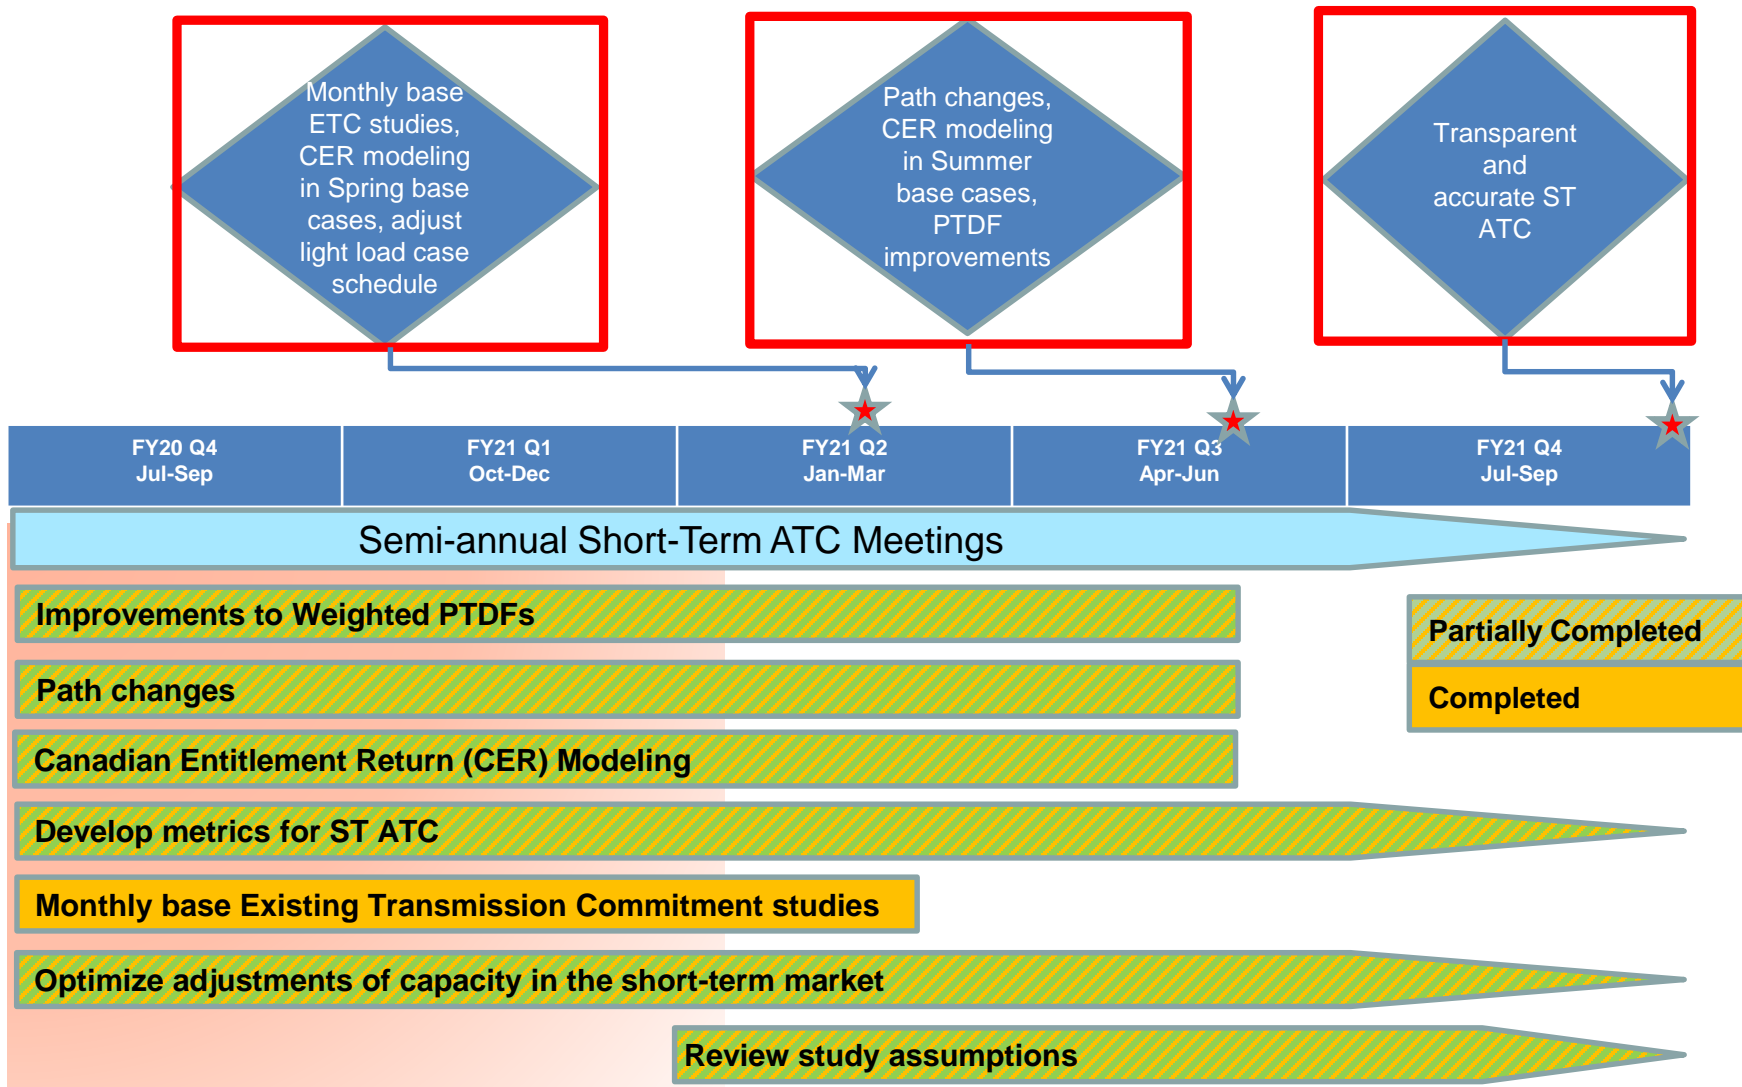 Monthly base
ETC studies,
CER modeling
in Spring base
cases, adjust
light load case
schedule
Path changes,
CER modeling
in Summer
base cases,
PTDF
improvements
Transparent
and
accurate ST
ATC
FY20 Q4
Jul-Sep
FY21 Q1
Oct-Dec
FY21 Q2
Jan-Mar
FY21 Q3
Apr-Jun
FY21 Q4
Jul-Sep
Semi-annual Short-Term ATC Meetings
Improvements to Weighted PTDFs
Partially Completed
Path changes
Completed
Canadian Entitlement Return (CER) Modeling
Develop metrics for ST ATC
Monthly base Existing Transmission Commitment studies
Optimize adjustments of capacity in the short-term market
Review study assumptions